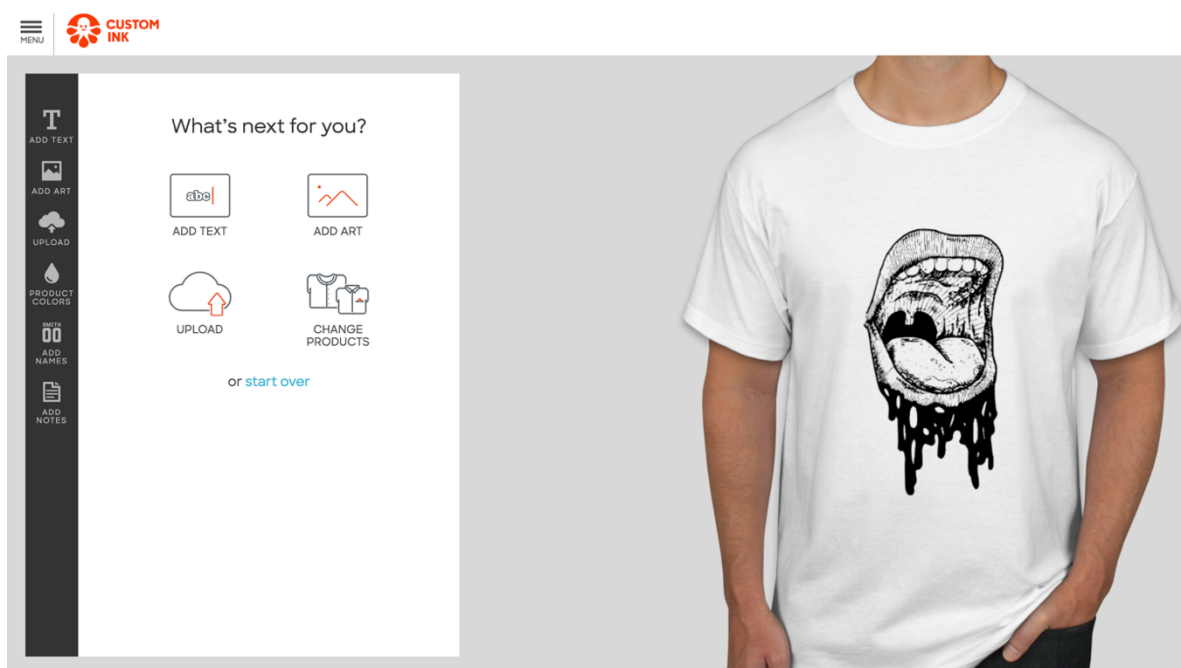 MENU
CUSTOM
INK
ADD TEXT
ADD ART
UPLOAD
PRODUCT
COLORS
SMITH
00
ADD
NAMES
ADD
NOTES
What's next for you?
abc
ADD TEXT
ADD ART
UPLOAD
CHANGE
PRODUCTS
or start over